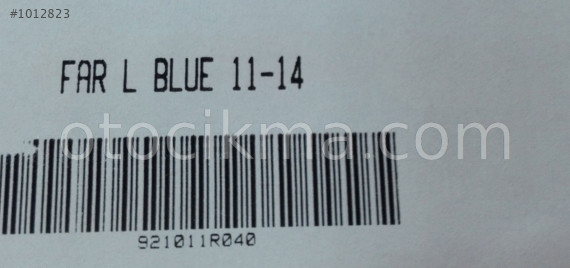 #1012823
FAR L BLUE 11-14
otocikma.com
921011R040